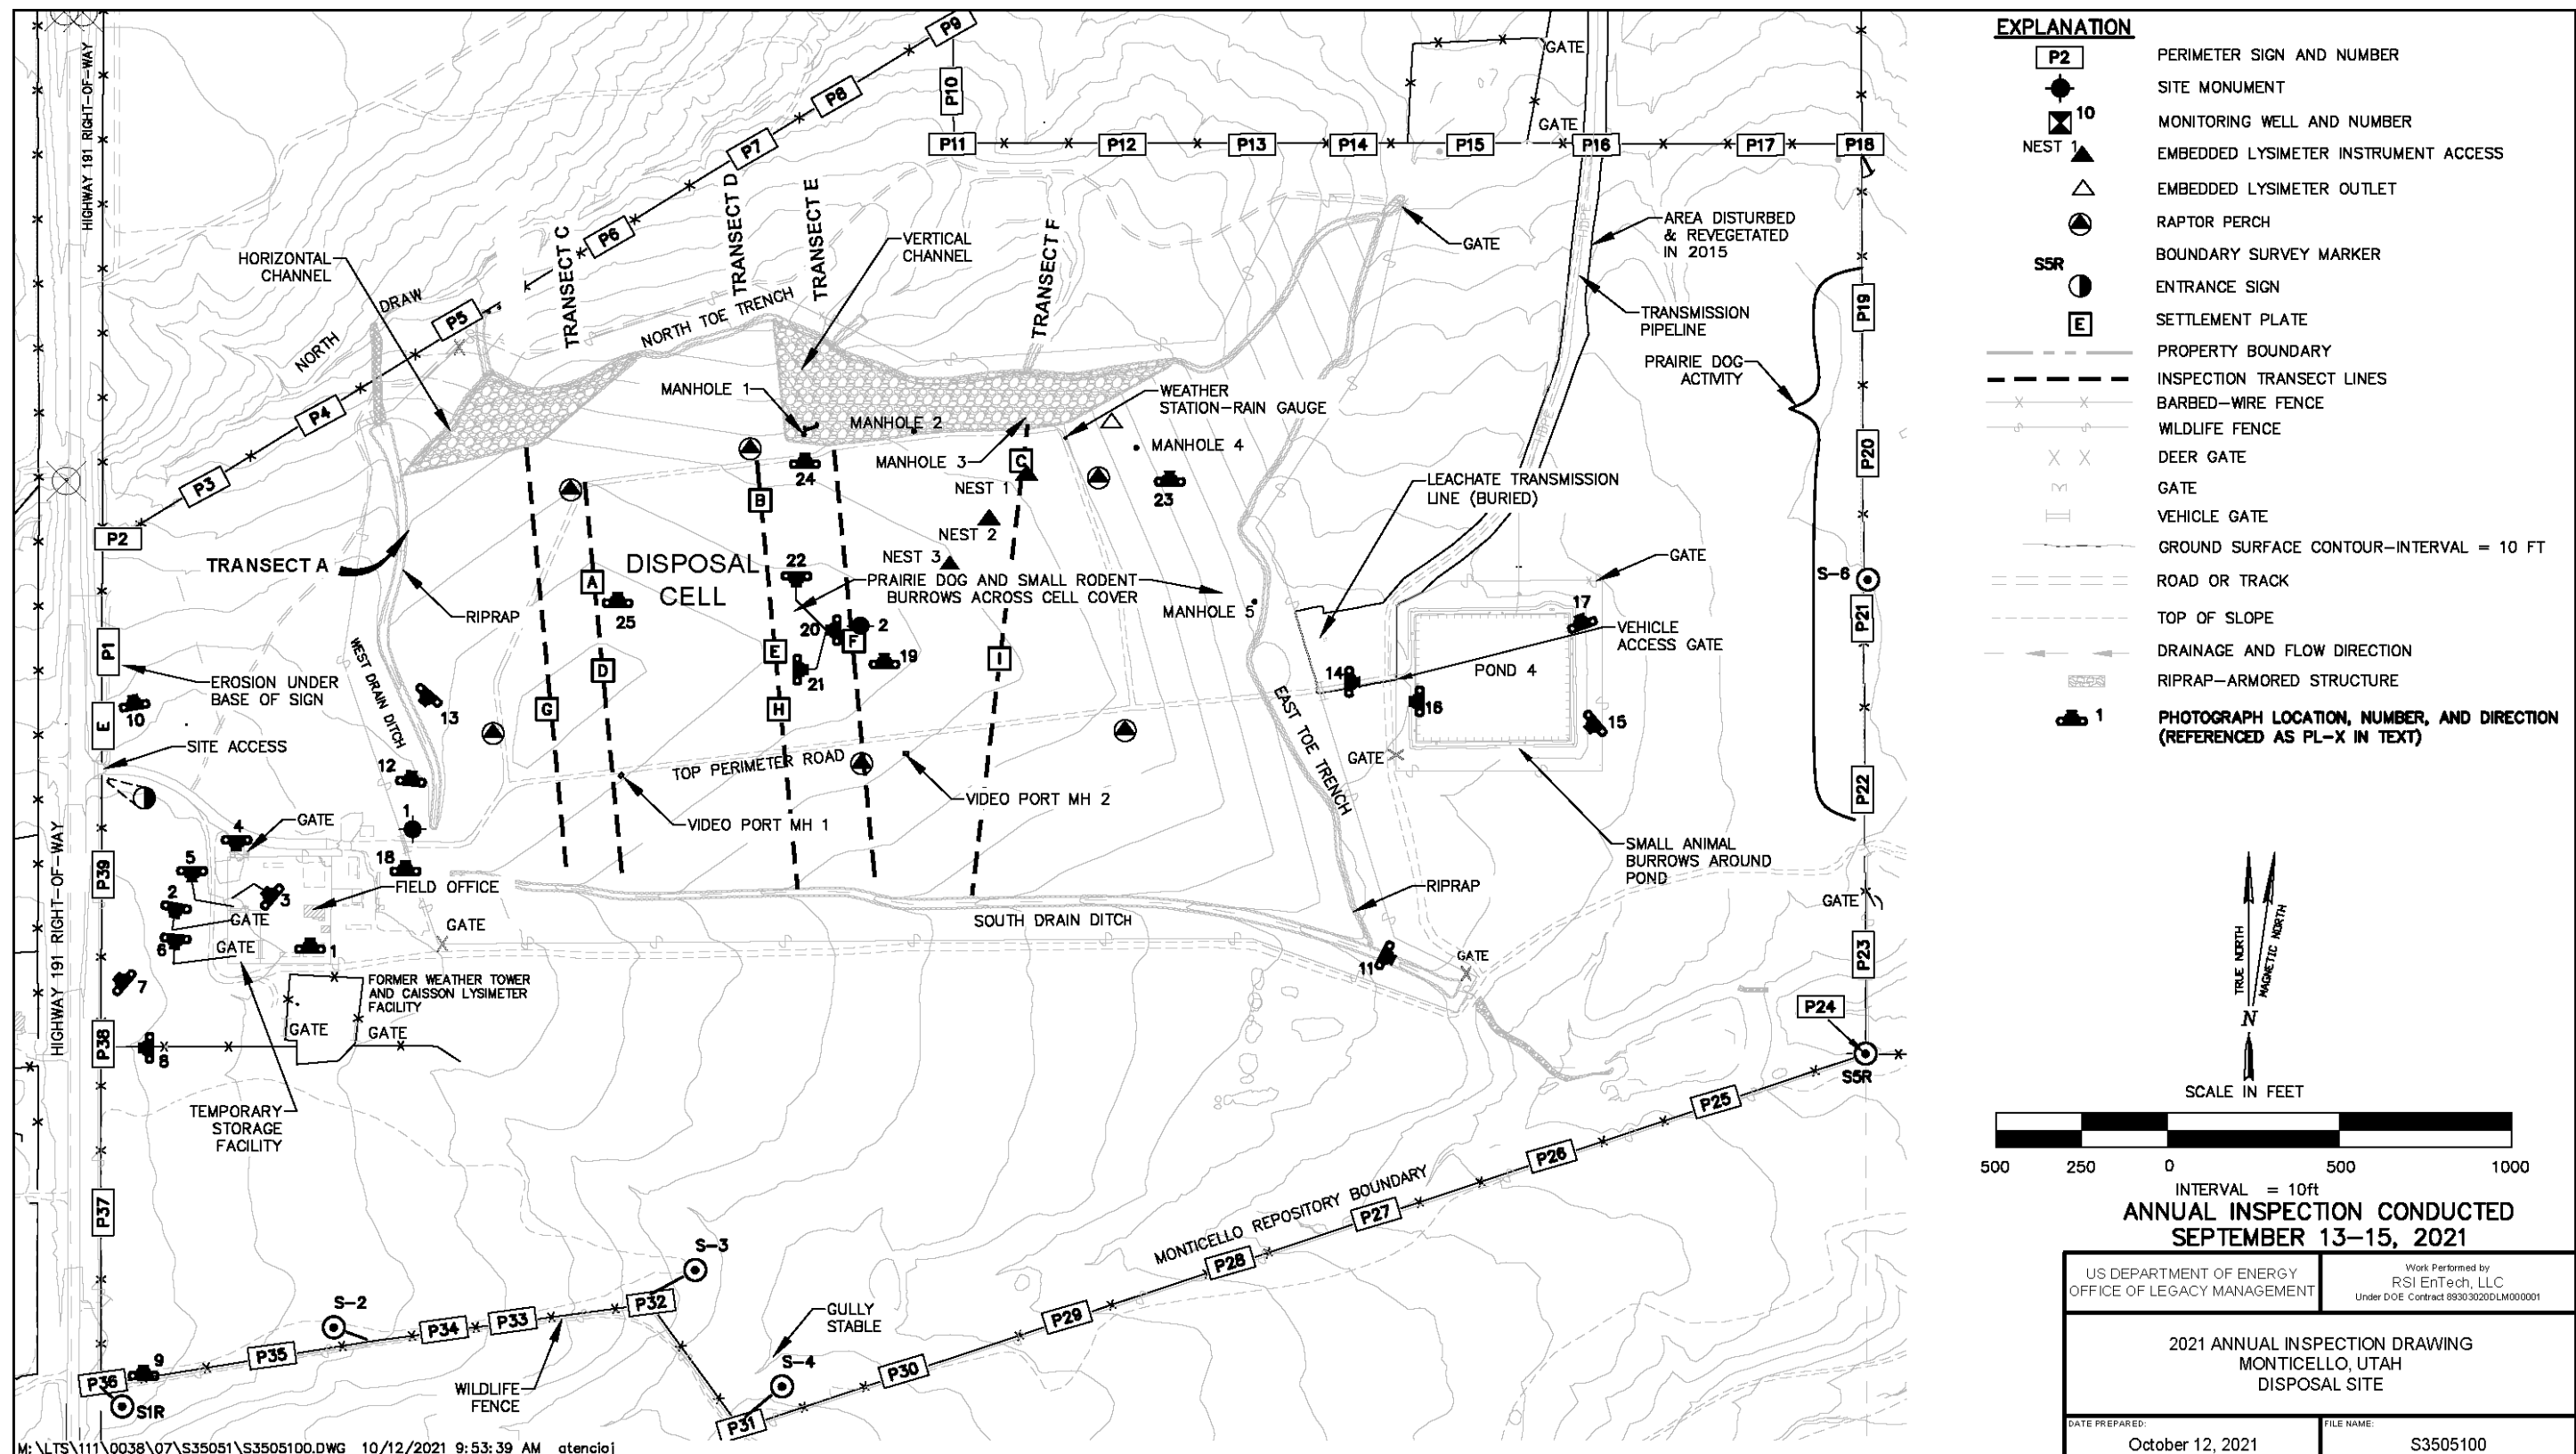 EXPLANATION
P2 PERIMETER SIGN AND NUMBER
SITE MONUMENT
10 MONITORING WELL AND NUMBER
NEST 1 EMBEDDED LYSIMETER INSTRUMENT ACCESS
EMBEDDED LYSIMETER OUTLET
RAPTOR PERCH
S5R BOUNDARY SURVEY MARKER
ENTRANCE SIGN
E SETTLEMENT PLATE
PROPERTY BOUNDARY
INSPECTION TRANSECT LINES
BARBED-WIRE FENCE
WILDLIFE FENCE
DEER GATE
GATE
VEHICLE GATE
GROUND SURFACE CONTOUR-INTERVAL = 10 FT
ROAD OR TRACK
TOP OF SLOPE
DRAINAGE AND FLOW DIRECTION
RIPRAP-ARMORED STRUCTURE
1 PHOTOGRAPH LOCATION, NUMBER, AND DIRECTION
(REFERENCED AS PL-X IN TEXT)
TRUE NORTH
MAGNETIC NORTH
N
SCALE IN FEET
500 250 0 500 1000
INTERVAL = 10ft
ANNUAL INSPECTION CONDUCTED
SEPTEMBER 13-15, 2021
US DEPARTMENT OF ENERGY
OFFICE OF LEGACY MANAGEMENT
Work Performed by
RSI EnTech, LLC
Under DOE Contract 89303020DLM000001
2021 ANNUAL INSPECTION DRAWING
MONTICELLO, UTAH
DISPOSAL SITE
DATE PREPARED:
October 12, 2021
FILE NAME:
S3505100
HIGHWAY 191 RIGHT-OF-WAY
P9
P10
P8
P7
P6
P5
P4
P3
P2
P11
P12
P13
P14
P15
P16
P17
P18
GATE
GATE
HORIZONTAL
CHANNEL
NORTH
DRAW
TRANSECT C
TRANSECT D
TRANSECT E
TRANSECT F
NORTH TOE TRENCH
VERTICAL
CHANNEL
GATE
AREA DISTURBED
& REVEGETATED
IN 2015
TRANSMISSION
PIPELINE
PRAIRIE DOG
ACTIVITY
P19
P20
MANHOLE 1
MANHOLE 2
MANHOLE 3
MANHOLE 4
WEATHER
STATION-RAIN GAUGE
24
B
C
NEST 1
NEST 2
NEST 3
23
LEACHATE TRANSMISSION
LINE (BURIED)
TRANSECT A
RIPRAP
DISPOSAL
CELL
A
25
22
PRAIRIE DOG AND SMALL RODENT
BURROWS ACROSS CELL COVER
MANHOLE 5
GATE
S-6
P21
17
VEHICLE
ACCESS GATE
POND 4
14
16
15
20
2
F
19
E
21
D
G
H
I
P1
EROSION UNDER
BASE OF SIGN
10
E
SITE ACCESS
WEST DRAIN DITCH
13
12
1
TOP PERIMETER ROAD
VIDEO PORT MH 1
VIDEO PORT MH 2
EAST TOE TRENCH
GATE
P22
SMALL ANIMAL
BURROWS AROUND
POND
4
GATE
5
18
FIELD OFFICE
P39
2
3
GATE
6
GATE
1
GATE
7
SOUTH DRAIN DITCH
RIPRAP
11
GATE
GATE
P23
P24
S5R
FORMER WEATHER TOWER
AND CAISSON LYSIMETER
FACILITY
GATE
GATE
HIGHWAY 191 RIGHT-OF-WAY
P38
8
TEMPORARY
STORAGE
FACILITY
P37
P25
P26
P27
P28
P29
P30
MONTICELLO REPOSITORY BOUNDARY
S-3
S-2
P32
P33
P34
P35
P36
9
S1R
WILDLIFE
FENCE
GULLY
STABLE
S-4
P31
M:\LTS\111\0038\07\S35051\S3505100.DWG 10/12/2021 9:53:39 AM atencioj